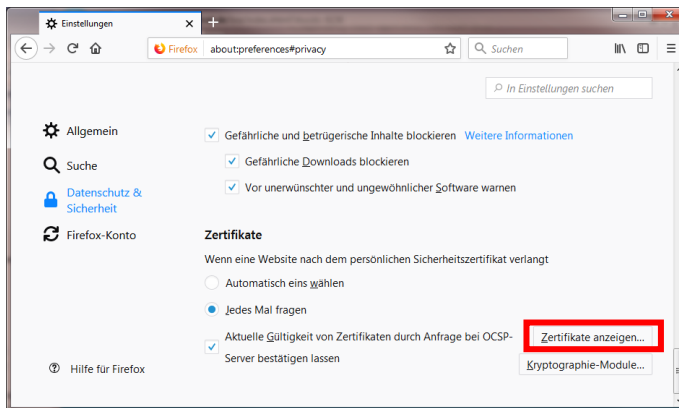 Einstellungen
Firefox about:preferences#privacy Suchen
In Einstellungen suchen
Allgemein
Suche
Datenschutz &
Sicherheit
Firefox-Konto
Hilfe für Firefox
Gefährliche und betrügerische Inhalte blockieren Weitere Informationen
Gefährliche Downloads blockieren
Vor unerwünschter und ungewöhnlicher Software warnen
Zertifikate
Wenn eine Website nach dem persönlichen Sicherheitszertifikat verlangt
Automatisch eins wählen
Jedes Mal fragen
Aktuelle Gültigkeit von Zertifikaten durch Anfrage bei OCSP-
Server bestätigen lassen
Zertifikate anzeigen...
Kryptographie-Module...